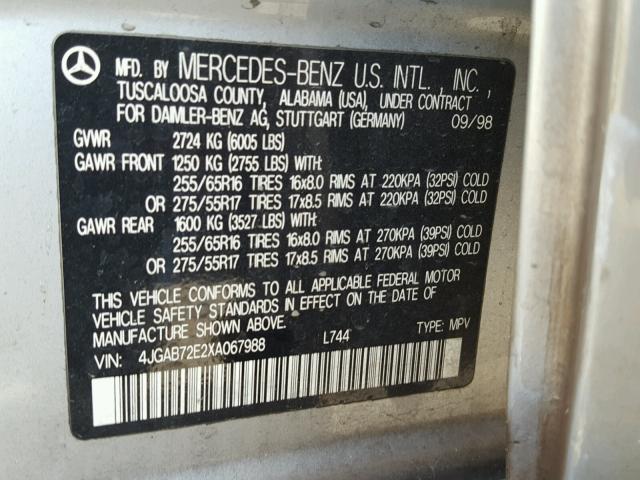 MFD. BY MERCEDES-BENZ U.S. INTL., INC.,
TUSCALOOSA COUNTY, ALABAMA (USA), UNDER CONTRACT
FOR DAIMLER-BENZ AG, STUTTGART (GERMANY) 09/98
GVWR 2724 KG (6005 LBS)
GAWR FRONT 1250 KG (2755 LBS) WITH:
255/65R16 TIRES 16x8.0 RIMS AT 220KPA (32PSI) COLD
OR 275/55R17 TIRES 17x8.5 RIMS AT 220KPA (32PSI) COLD
GAWR REAR 1600 KG (3527 LBS) WITH:
255/65R16 TIRES 16x8.0 RIMS AT 270KPA (39PSI) COLD
OR 275/55R17 TIRES 17x8.5 RIMS AT 270KPA (39PSI) COLD
THIS VEHICLE CONFORMS TO ALL APPLICABLE FEDERAL MOTOR
VEHICLE SAFETY STANDARDS IN EFFECT ON THE DATE OF
MANUFACTURE SHOWN ABOVE.
VIN: 4JGAB72E2XA067988 L744 TYPE: MPV